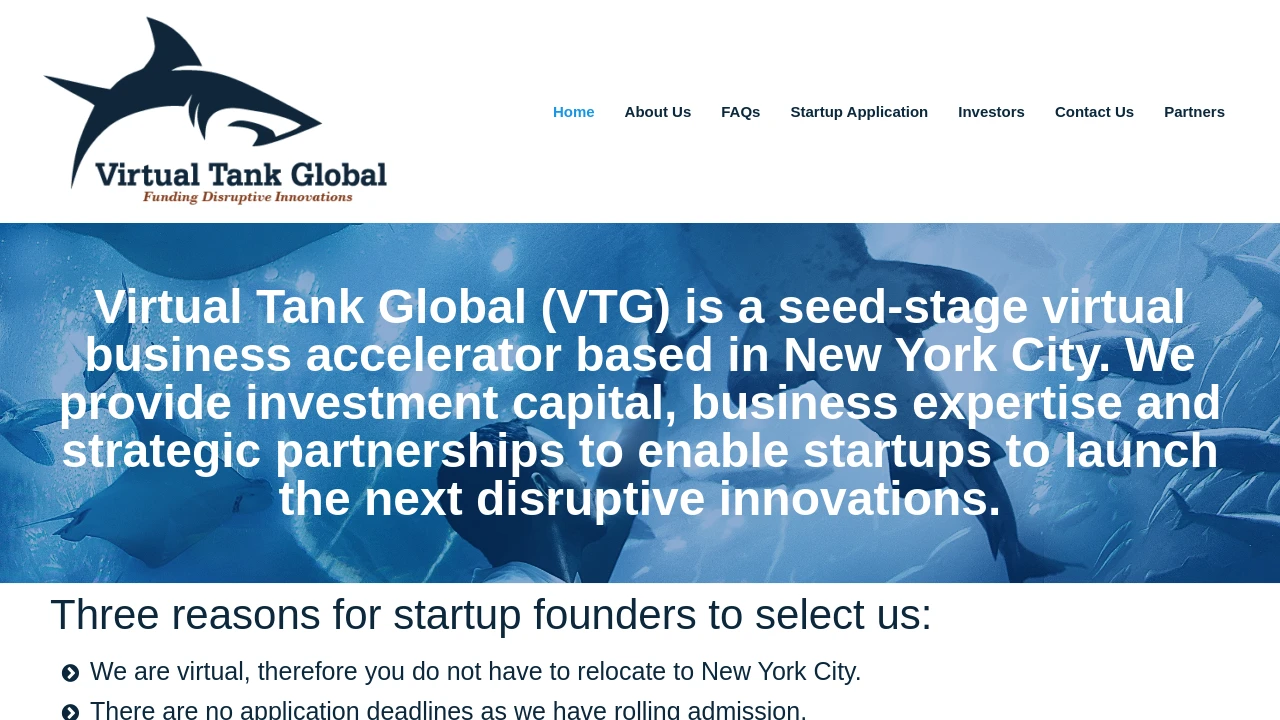 Virtual Tank Global
Funding Disruptive Innovations
Home
About Us
FAQs
Startup Application
Investors
Contact Us
Partners
Virtual Tank Global (VTG) is a seed-stage virtual
business accelerator based in New York City. We
provide investment capital, business expertise and
strategic partnerships to enable startups to launch
the next disruptive innovations.
Three reasons for startup founders to select us:
We are virtual, therefore you do not have to relocate to New York City.
There are no application deadlines as we have rolling admission.